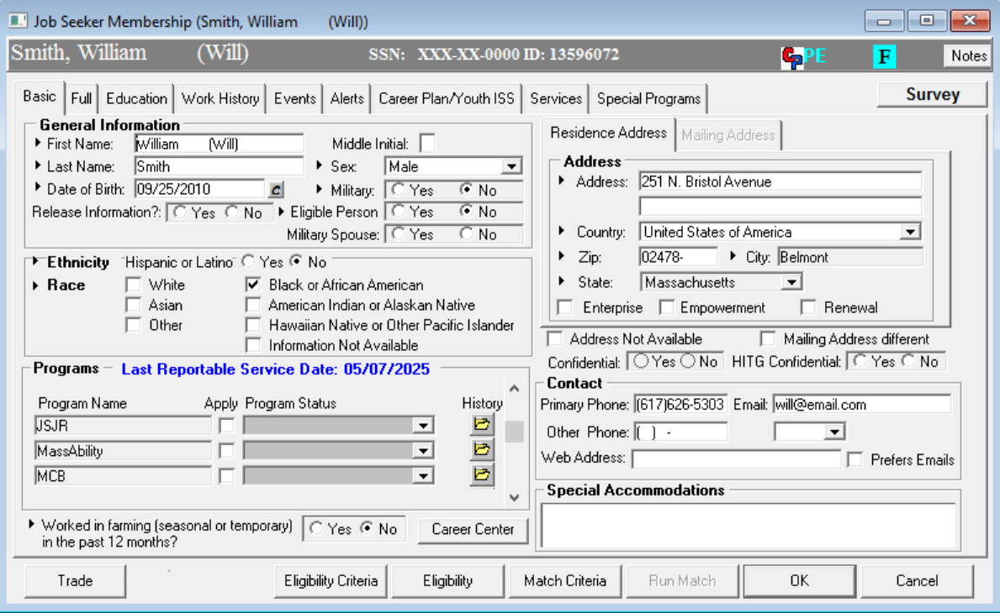 Job Seeker Membership (Smith, William (Will))
Smith, William (Will) SSN: XXX-XX-0000 ID: 13596072 CP PE F Notes
Basic Full Education Work History Events Alerts Career Plan/Youth ISS Services Special Programs Survey
General Information
First Name: William (Will) Middle Initial:
Last Name: Smith Sex: Male
Date of Birth: 09/25/2010 c Military: Yes No
Release Information?: Yes No Eligible Person Yes No
Military Spouse: Yes No
Ethnicity "Hispanic or Latino" Yes No
Race White Black or African American
Asian American Indian or Alaskan Native
Other Hawaiian Native or Other Pacific Islander
Information Not Available
Programs Last Reportable Service Date: 05/07/2025
Program Name Apply Program Status History
JSJR
MassAbility
MCB
Worked in farming (seasonal or temporary) Yes No Career Center
in the past 12 months?
Residence Address Mailing Address
Address
Address: 251 N. Bristol Avenue
Country: United States of America
Zip: 02478- City: Belmont
State: Massachusetts
Enterprise Empowerment Renewal
Address Not Available Mailing Address different
Confidential: Yes No HITG Confidential: Yes No
Contact
Primary Phone: (617)626-5303 Email: will@email.com
Other Phone: ( ) -
Web Address: Prefers Emails
Special Accommodations
Trade Eligibility Criteria Eligibility Match Criteria Run Match OK Cancel